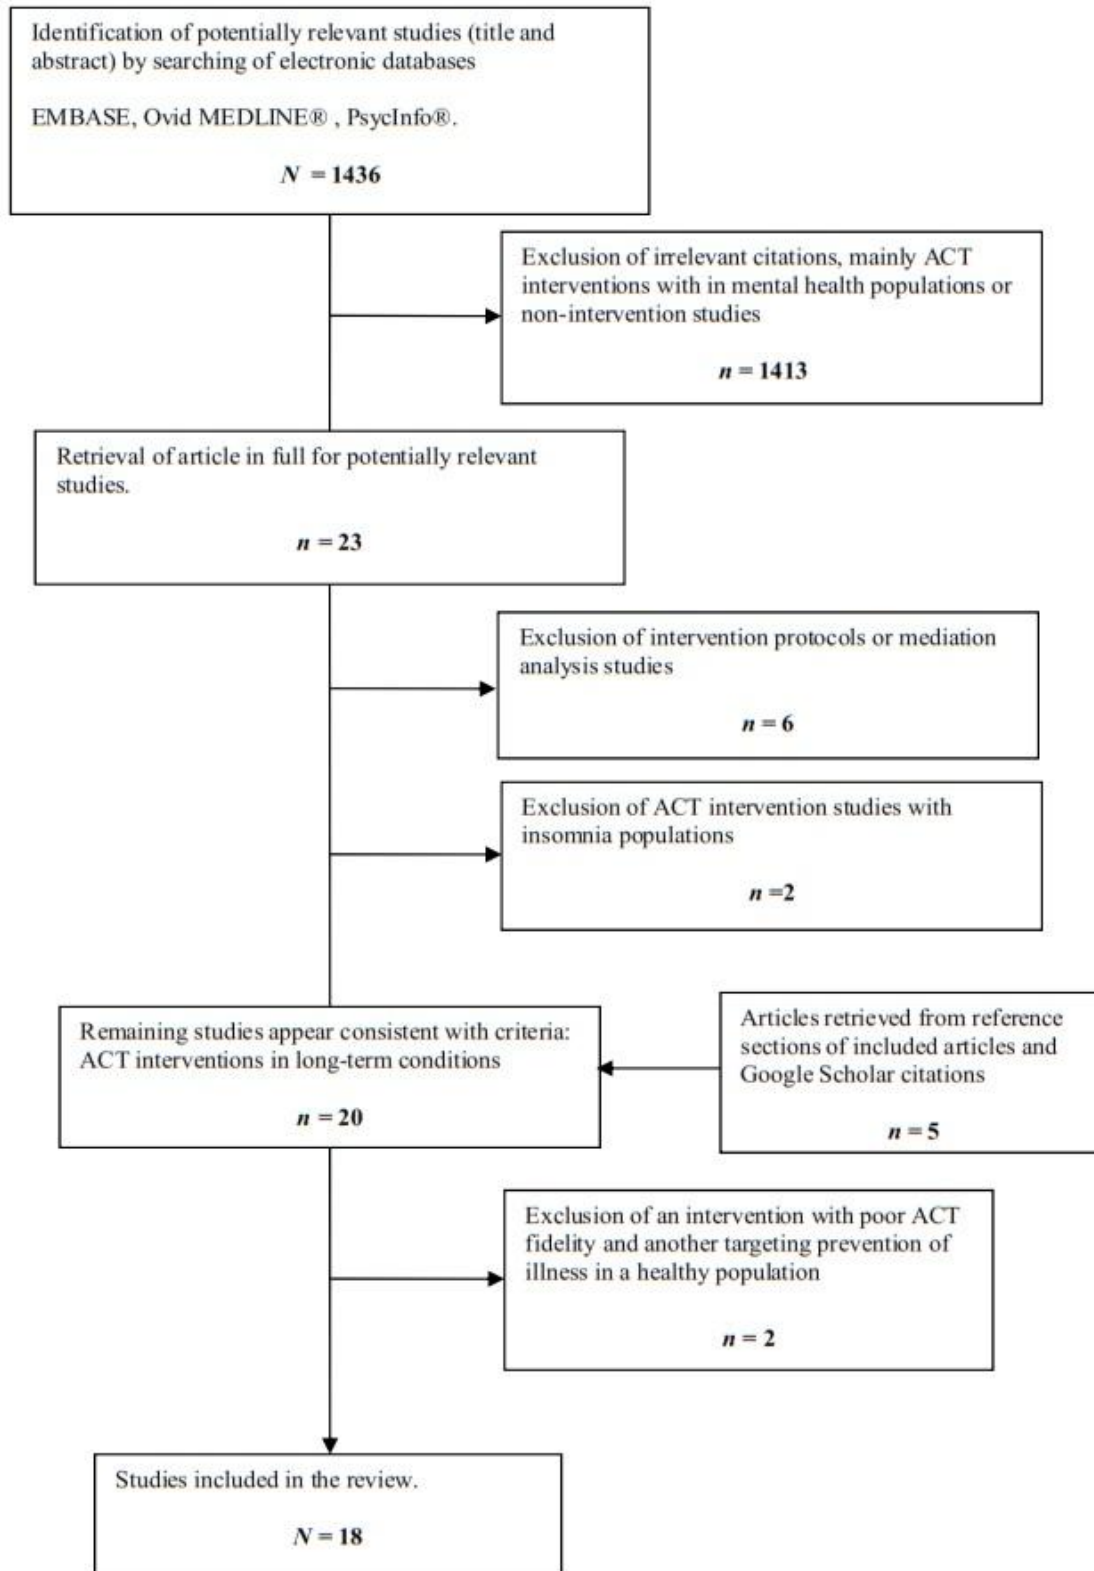 Identification of potentially relevant studies (title and
abstract) by searching of electronic databases
EMBASE, Ovid MEDLINE® , PsycInfo®.
N = 1436
Exclusion of irrelevant citations, mainly ACT
interventions with in mental health populations or
non-intervention studies
n = 1413
Retrieval of article in full for potentially relevant
studies.
n = 23
Exclusion of intervention protocols or mediation
analysis studies
n = 6
Exclusion of ACT intervention studies with
insomnia populations
n =2
Remaining studies appear consistent with criteria:
ACT interventions in long-term conditions
n = 20
Articles retrieved from reference
sections of included articles and
Google Scholar citations
n = 5
Exclusion of an intervention with poor ACT
fidelity and another targeting prevention of
illness in a healthy population
n = 2
Studies included in the review.
N = 18